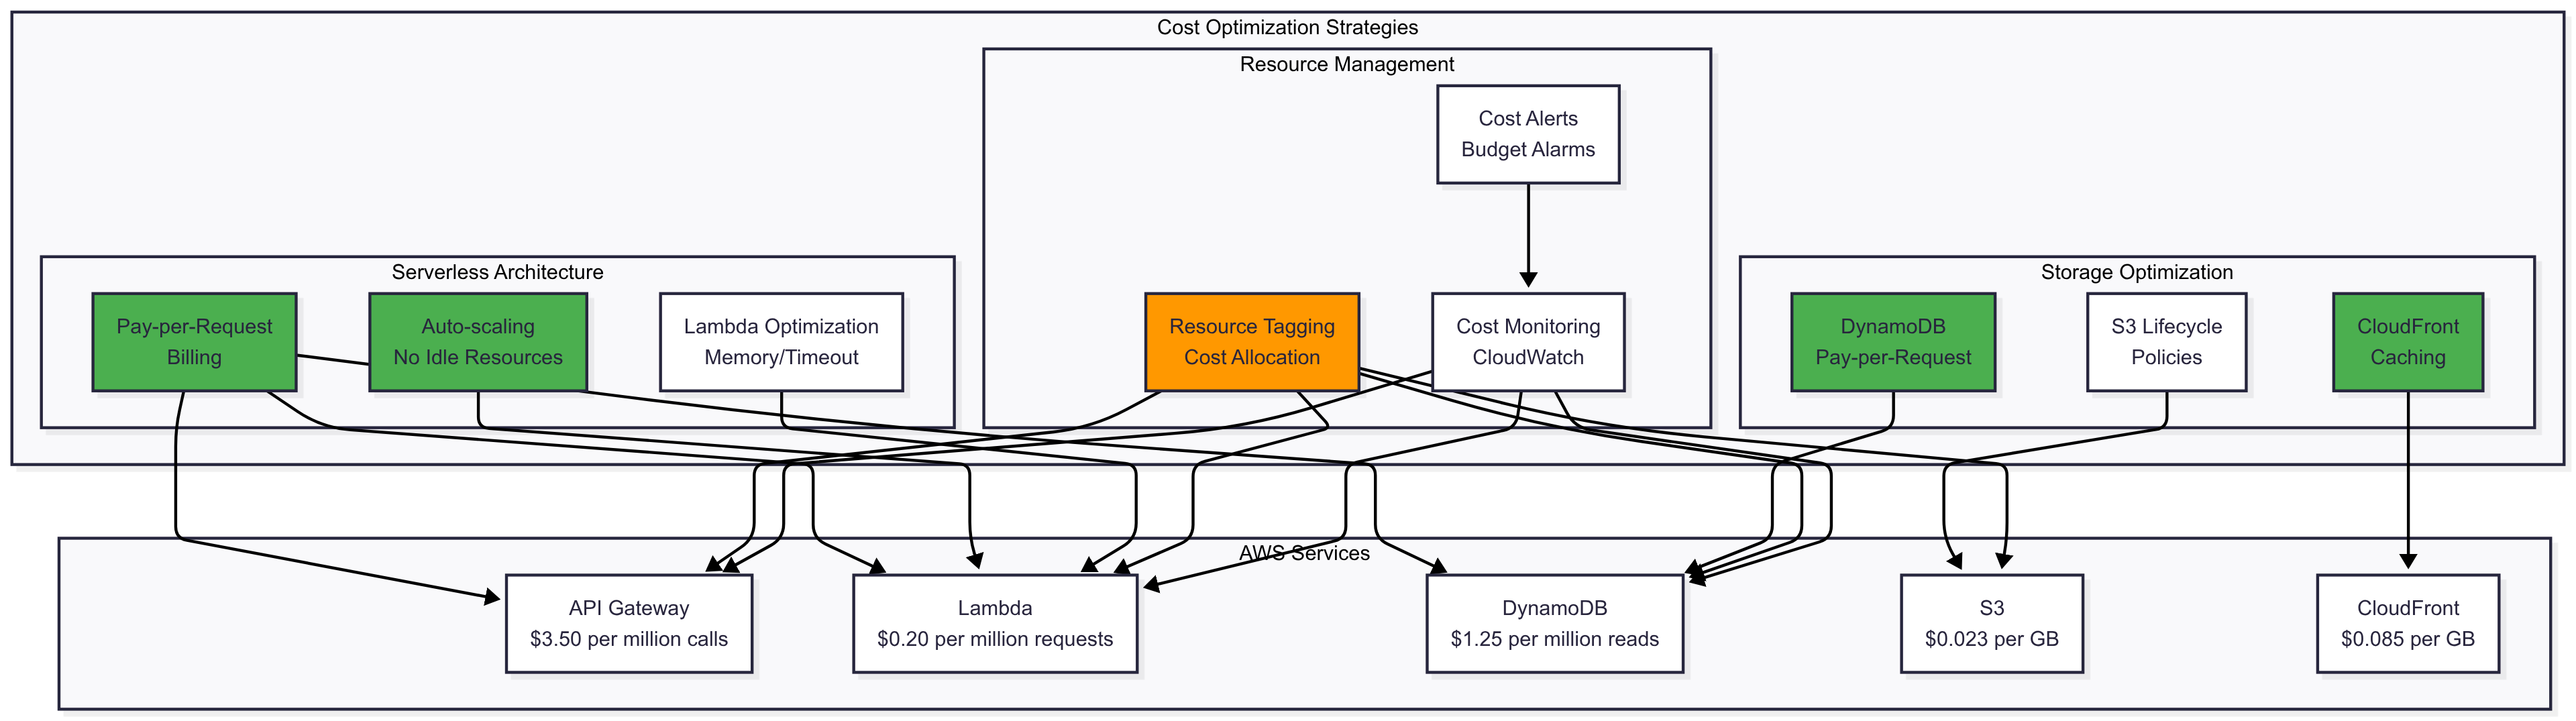 Cost Optimization Strategies
Resource Management
Cost Alerts
Budget Alarms
Serverless Architecture
Pay-per-Request
Billing
Auto-scaling
No Idle Resources
Lambda Optimization
Memory/Timeout
Resource Tagging
Cost Allocation
Cost Monitoring
CloudWatch
Storage Optimization
DynamoDB
Pay-per-Request
S3 Lifecycle
Policies
CloudFront
Caching
AWS Services
API Gateway
$3.50 per million calls
Lambda
$0.20 per million requests
DynamoDB
$1.25 per million reads
S3
$0.023 per GB
CloudFront
$0.085 per GB